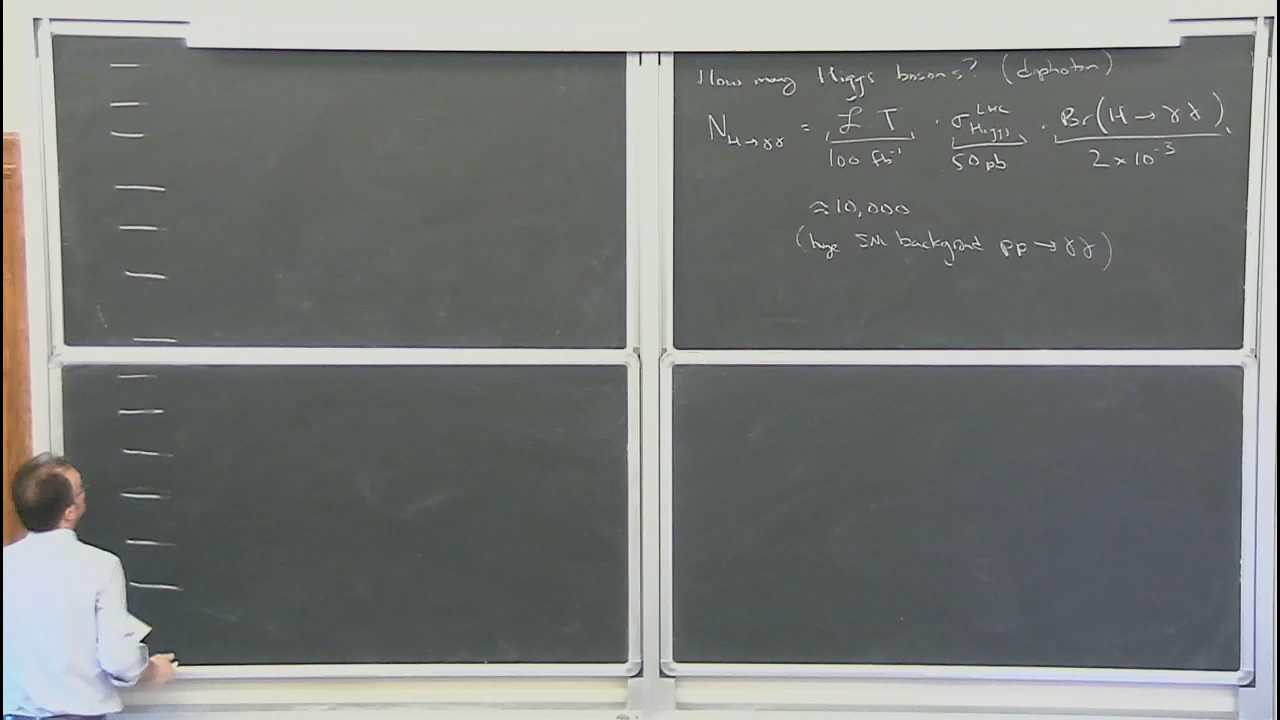 How many Higgs bosons? (diphoton)
N_{H→γγ} = ℒ T · σ^{LHC}_{Higgs} · Br(H → γγ)
100 fb⁻¹ 50 pb 2 × 10⁻³
≈ 10,000
(huge SM backgrond pp → γγ)